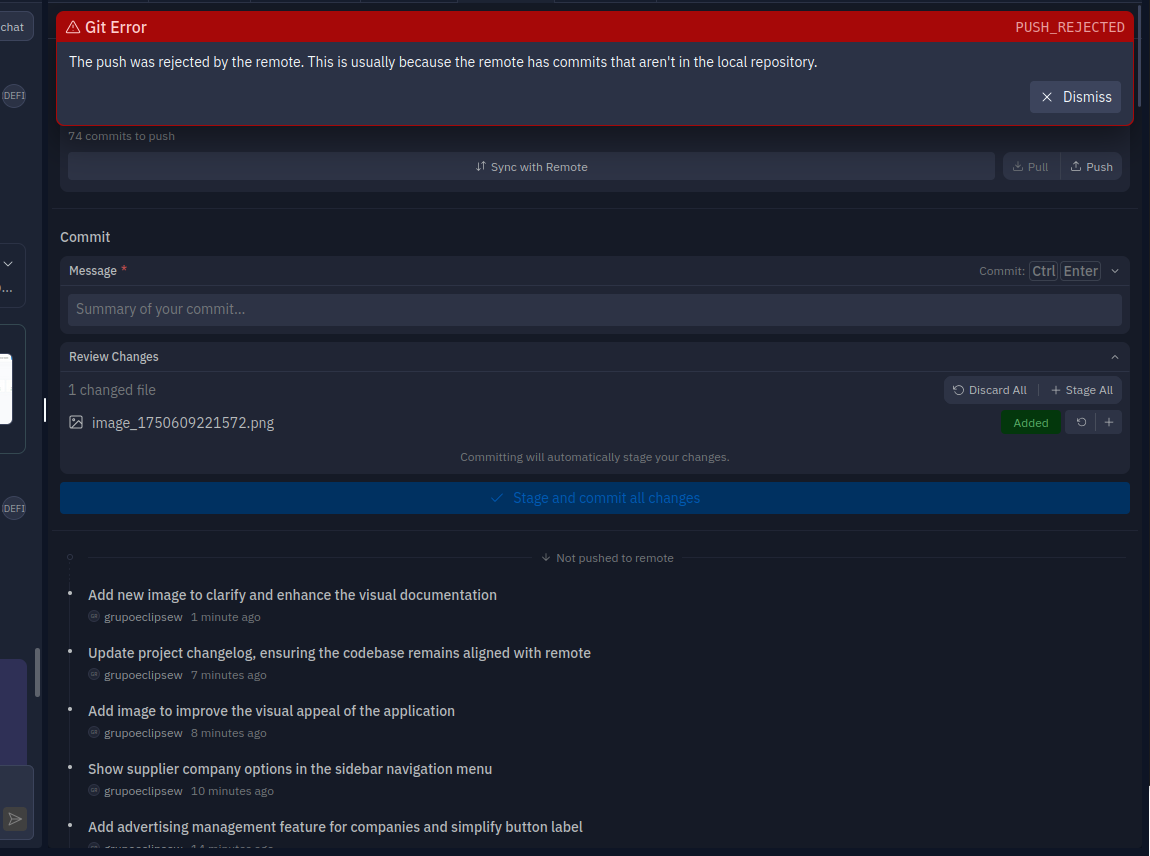 chat
Git Error
PUSH_REJECTED
The push was rejected by the remote. This is usually because the remote has commits that aren't in the local repository.
Dismiss
DEFI
74 commits to push
Sync with Remote
Pull
Push
Commit
Message *
Commit: Ctrl Enter
Summary of your commit...
Review Changes
1 changed file
Discard All
Stage All
image_1750609221572.png
Added
Committing will automatically stage your changes.
Stage and commit all changes
DEFI
Not pushed to remote
Add new image to clarify and enhance the visual documentation
grupoeclipsew 1 minute ago
Update project changelog, ensuring the codebase remains aligned with remote
grupoeclipsew 7 minutes ago
Add image to improve the visual appeal of the application
grupoeclipsew 8 minutes ago
Show supplier company options in the sidebar navigation menu
grupoeclipsew 10 minutes ago
Add advertising management feature for companies and simplify button label
grupoeclipsew 14 minutes ago